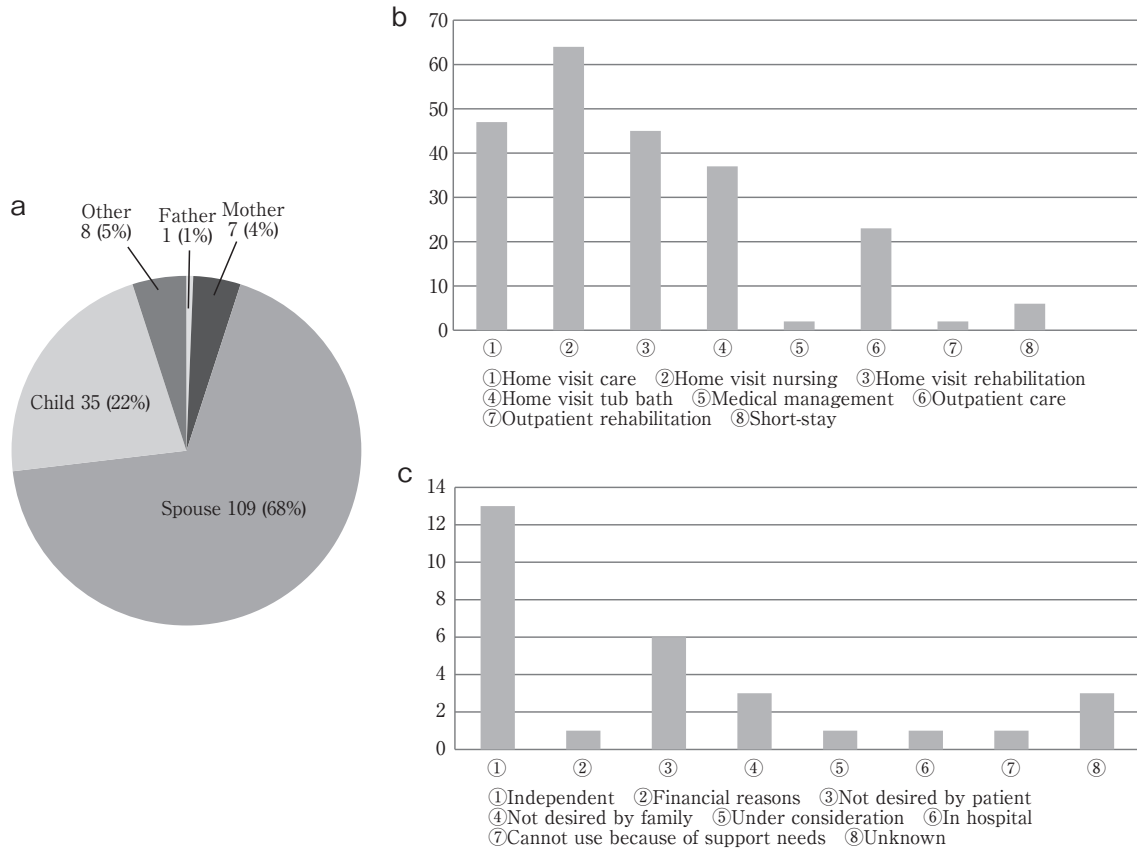 a
Other
8 (5%)
Father
1 (1%)
Mother
7 (4%)
Child 35 (22%)
Spouse 109 (68%)
b
70
60
50
40
30
20
10
0
① ② ③ ④ ⑤ ⑥ ⑦ ⑧
①Home visit care ②Home visit nursing ③Home visit rehabilitation
④Home visit tub bath ⑤Medical management ⑥Outpatient care
⑦Outpatient rehabilitation ⑧Short-stay
c
14
12
10
8
6
4
2
0
① ② ③ ④ ⑤ ⑥ ⑦ ⑧
①Independent ②Financial reasons ③Not desired by patient
④Not desired by family ⑤Under consideration ⑥In hospital
⑦Cannot use because of support needs ⑧Unknown